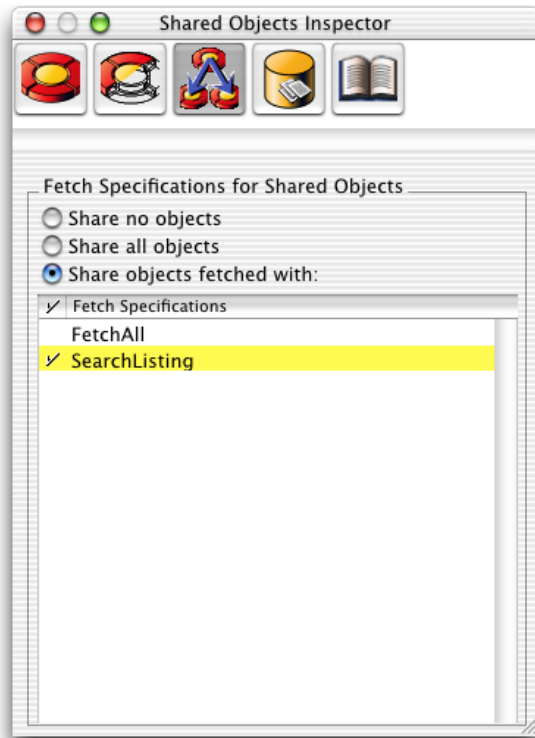 Shared Objects Inspector
Fetch Specifications for Shared Objects
Share no objects
Share all objects
Share objects fetched with:
Fetch Specifications
FetchAll
SearchListing